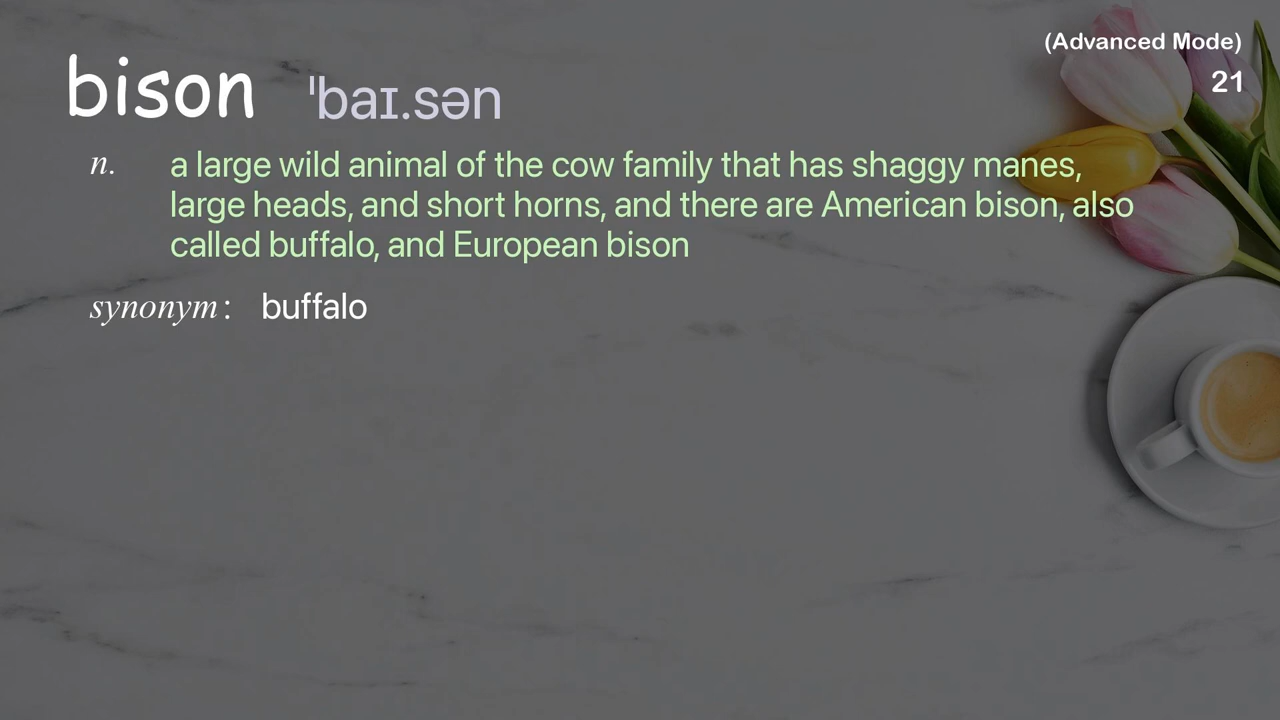 (Advanced Mode)
21
bison ˈbaɪ.sən
n. a large wild animal of the cow family that has shaggy manes,
large heads, and short horns, and there are American bison, also
called buffalo, and European bison
synonym: buffalo